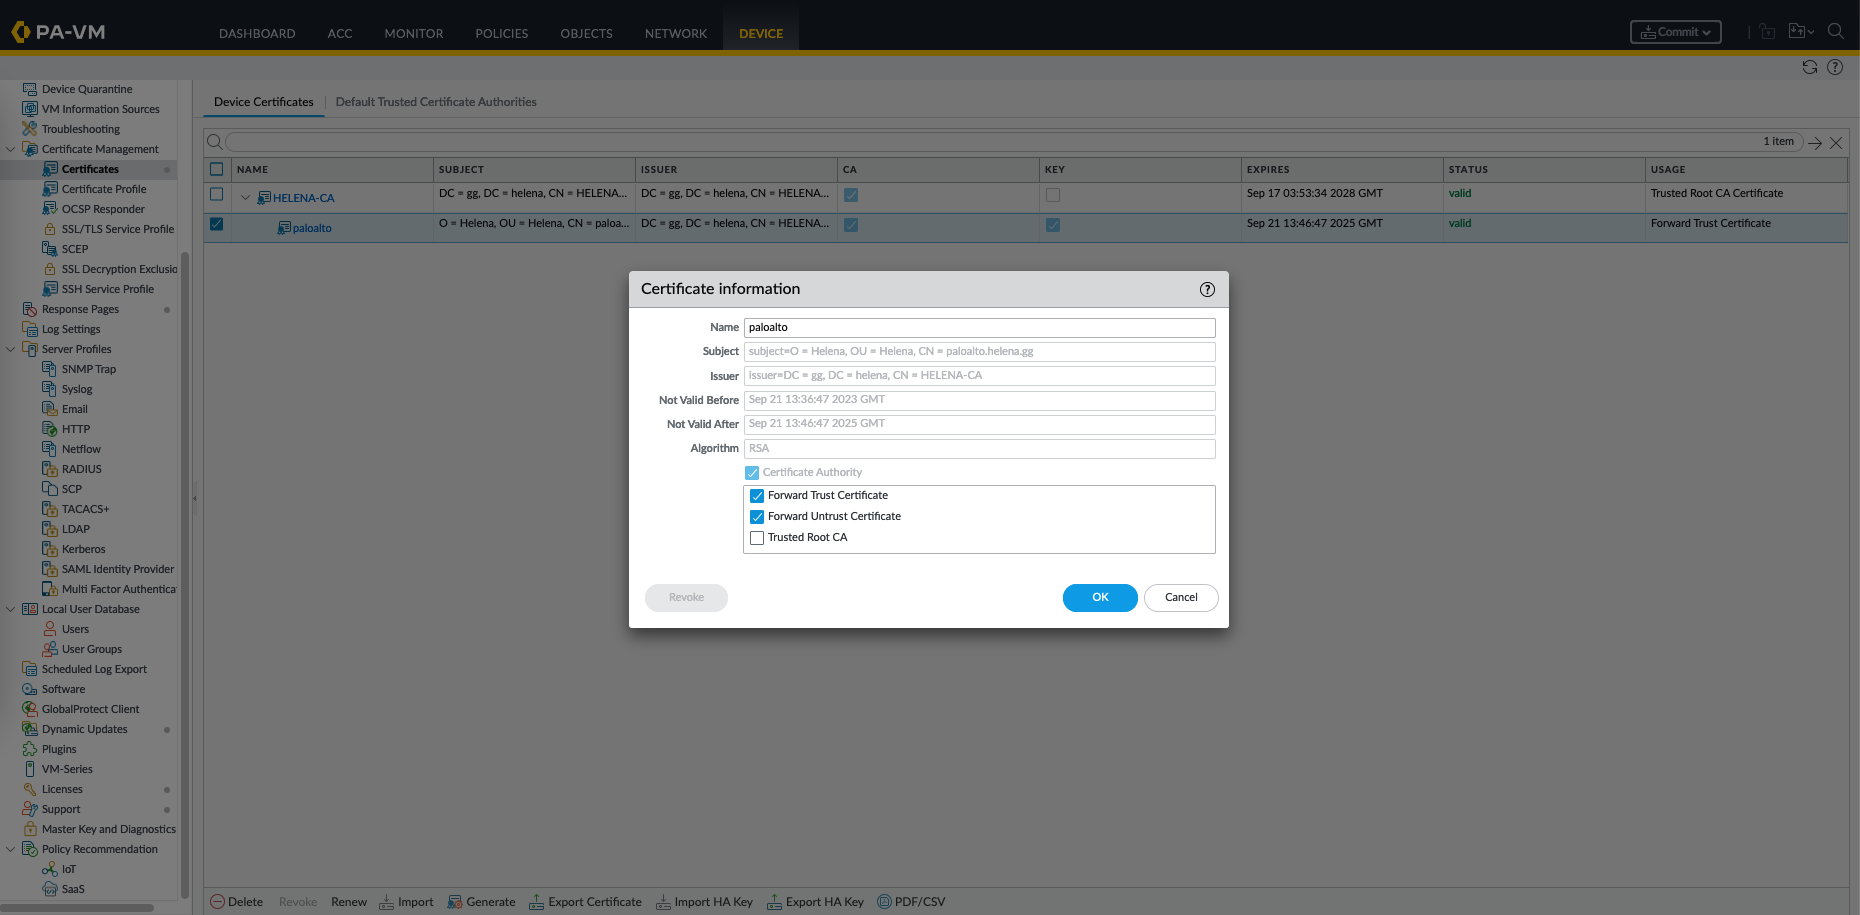 PA-VM
DASHBOARD ACC MONITOR POLICIES OBJECTS NETWORK DEVICE
Commit
Device Quarantine
VM Information Sources
Troubleshooting
Certificate Management
Certificates
Certificate Profile
OCSP Responder
SSL/TLS Service Profile
SCEP
SSL Decryption Exclusio
SSH Service Profile
Response Pages
Log Settings
Server Profiles
SNMP Trap
Syslog
Email
HTTP
Netflow
RADIUS
SCP
TACACS+
LDAP
Kerberos
SAML Identity Provider
Multi Factor Authentica
Local User Database
Users
User Groups
Scheduled Log Export
Software
GlobalProtect Client
Dynamic Updates
Plugins
VM-Series
Licenses
Support
Master Key and Diagnostics
Policy Recommendation
IoT
SaaS
Device Certificates Default Trusted Certificate Authorities
1 item
NAME SUBJECT ISSUER CA KEY EXPIRES STATUS USAGE
HELENA-CA DC = gg, DC = helena, CN = HELENA... DC = gg, DC = helena, CN = HELENA... Sep 17 03:53:34 2028 GMT valid Trusted Root CA Certificate
paloalto O = Helena, OU = Helena, CN = paloa... DC = gg, DC = helena, CN = HELENA... Sep 21 13:46:47 2025 GMT valid Forward Trust Certificate
Certificate information
Name paloalto
Subject subject=O = Helena, OU = Helena, CN = paloalto.helena.gg
Issuer issuer=DC = gg, DC = helena, CN = HELENA-CA
Not Valid Before Sep 21 13:36:47 2023 GMT
Not Valid After Sep 21 13:46:47 2025 GMT
Algorithm RSA
Certificate Authority
Forward Trust Certificate
Forward Untrust Certificate
Trusted Root CA
Revoke OK Cancel
Delete Revoke Renew Import Generate Export Certificate Import HA Key Export HA Key PDF/CSV